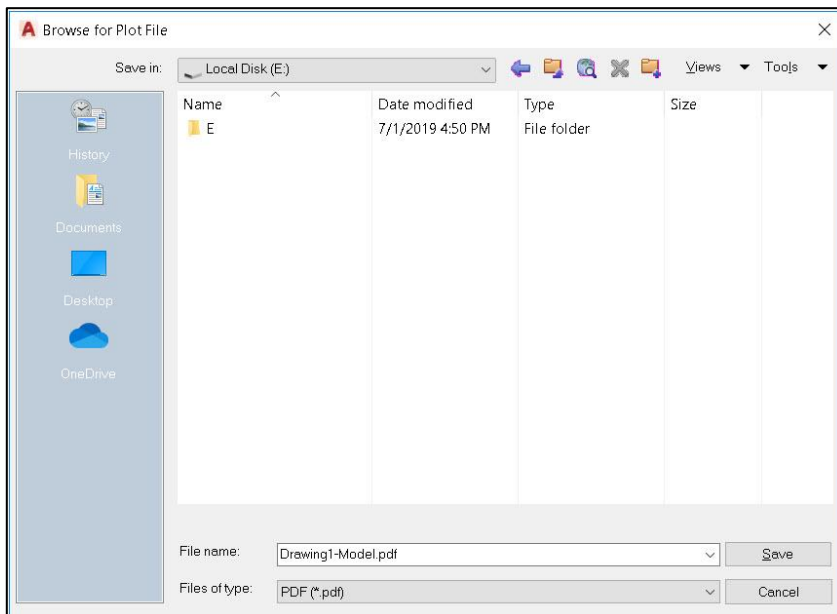 Browse for Plot File
Save in: Local Disk (E:) Views Tools
Name Date modified Type Size
E 7/1/2019 4:50 PM File folder
History
Documents
Desktop
OneDrive
File name: Drawing1-Model.pdf Save
Files of type: PDF (*.pdf) Cancel